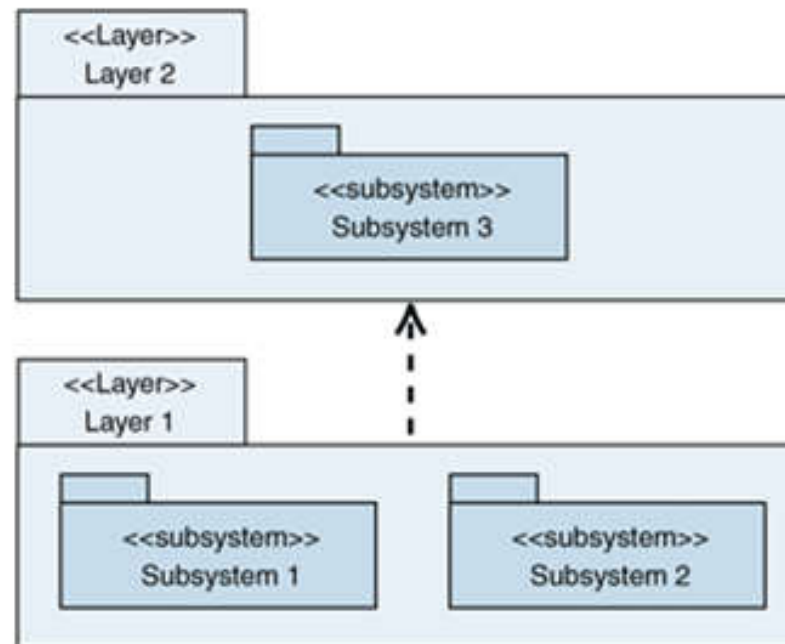 <<Layer>>
Layer 2
<<subsystem>>
Subsystem 3
<<Layer>>
Layer 1
<<subsystem>>
Subsystem 1
<<subsystem>>
Subsystem 2